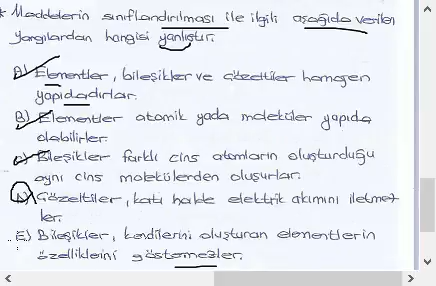 * Maddelerin sınıflandırılması ile ilgili aşağıda verilen
yargılardan hangisi yanlıştır.
A) Elementler, bileşikler ve çözeltiler homojen
yapıdadırlar.
B) Elementler atomik yada moleküler yapıda
olabilirler.
c) Bileşikler farklı cins atomların oluşturduğu
aynı cins moleküllerden oluşurlar.
D) Çözeltiler, katı halde elektrik akımını iletmez-
ler.
E) Bileşikler, kendilerini oluşturan elementlerin
özelliklerini göstermezler.